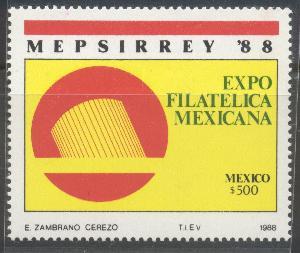 MEPSIRREY '88
EXPO
FILATELICA
MEXICANA
MEXICO
$500
E. ZAMBRANO CEREZO T.I.E.V 1988